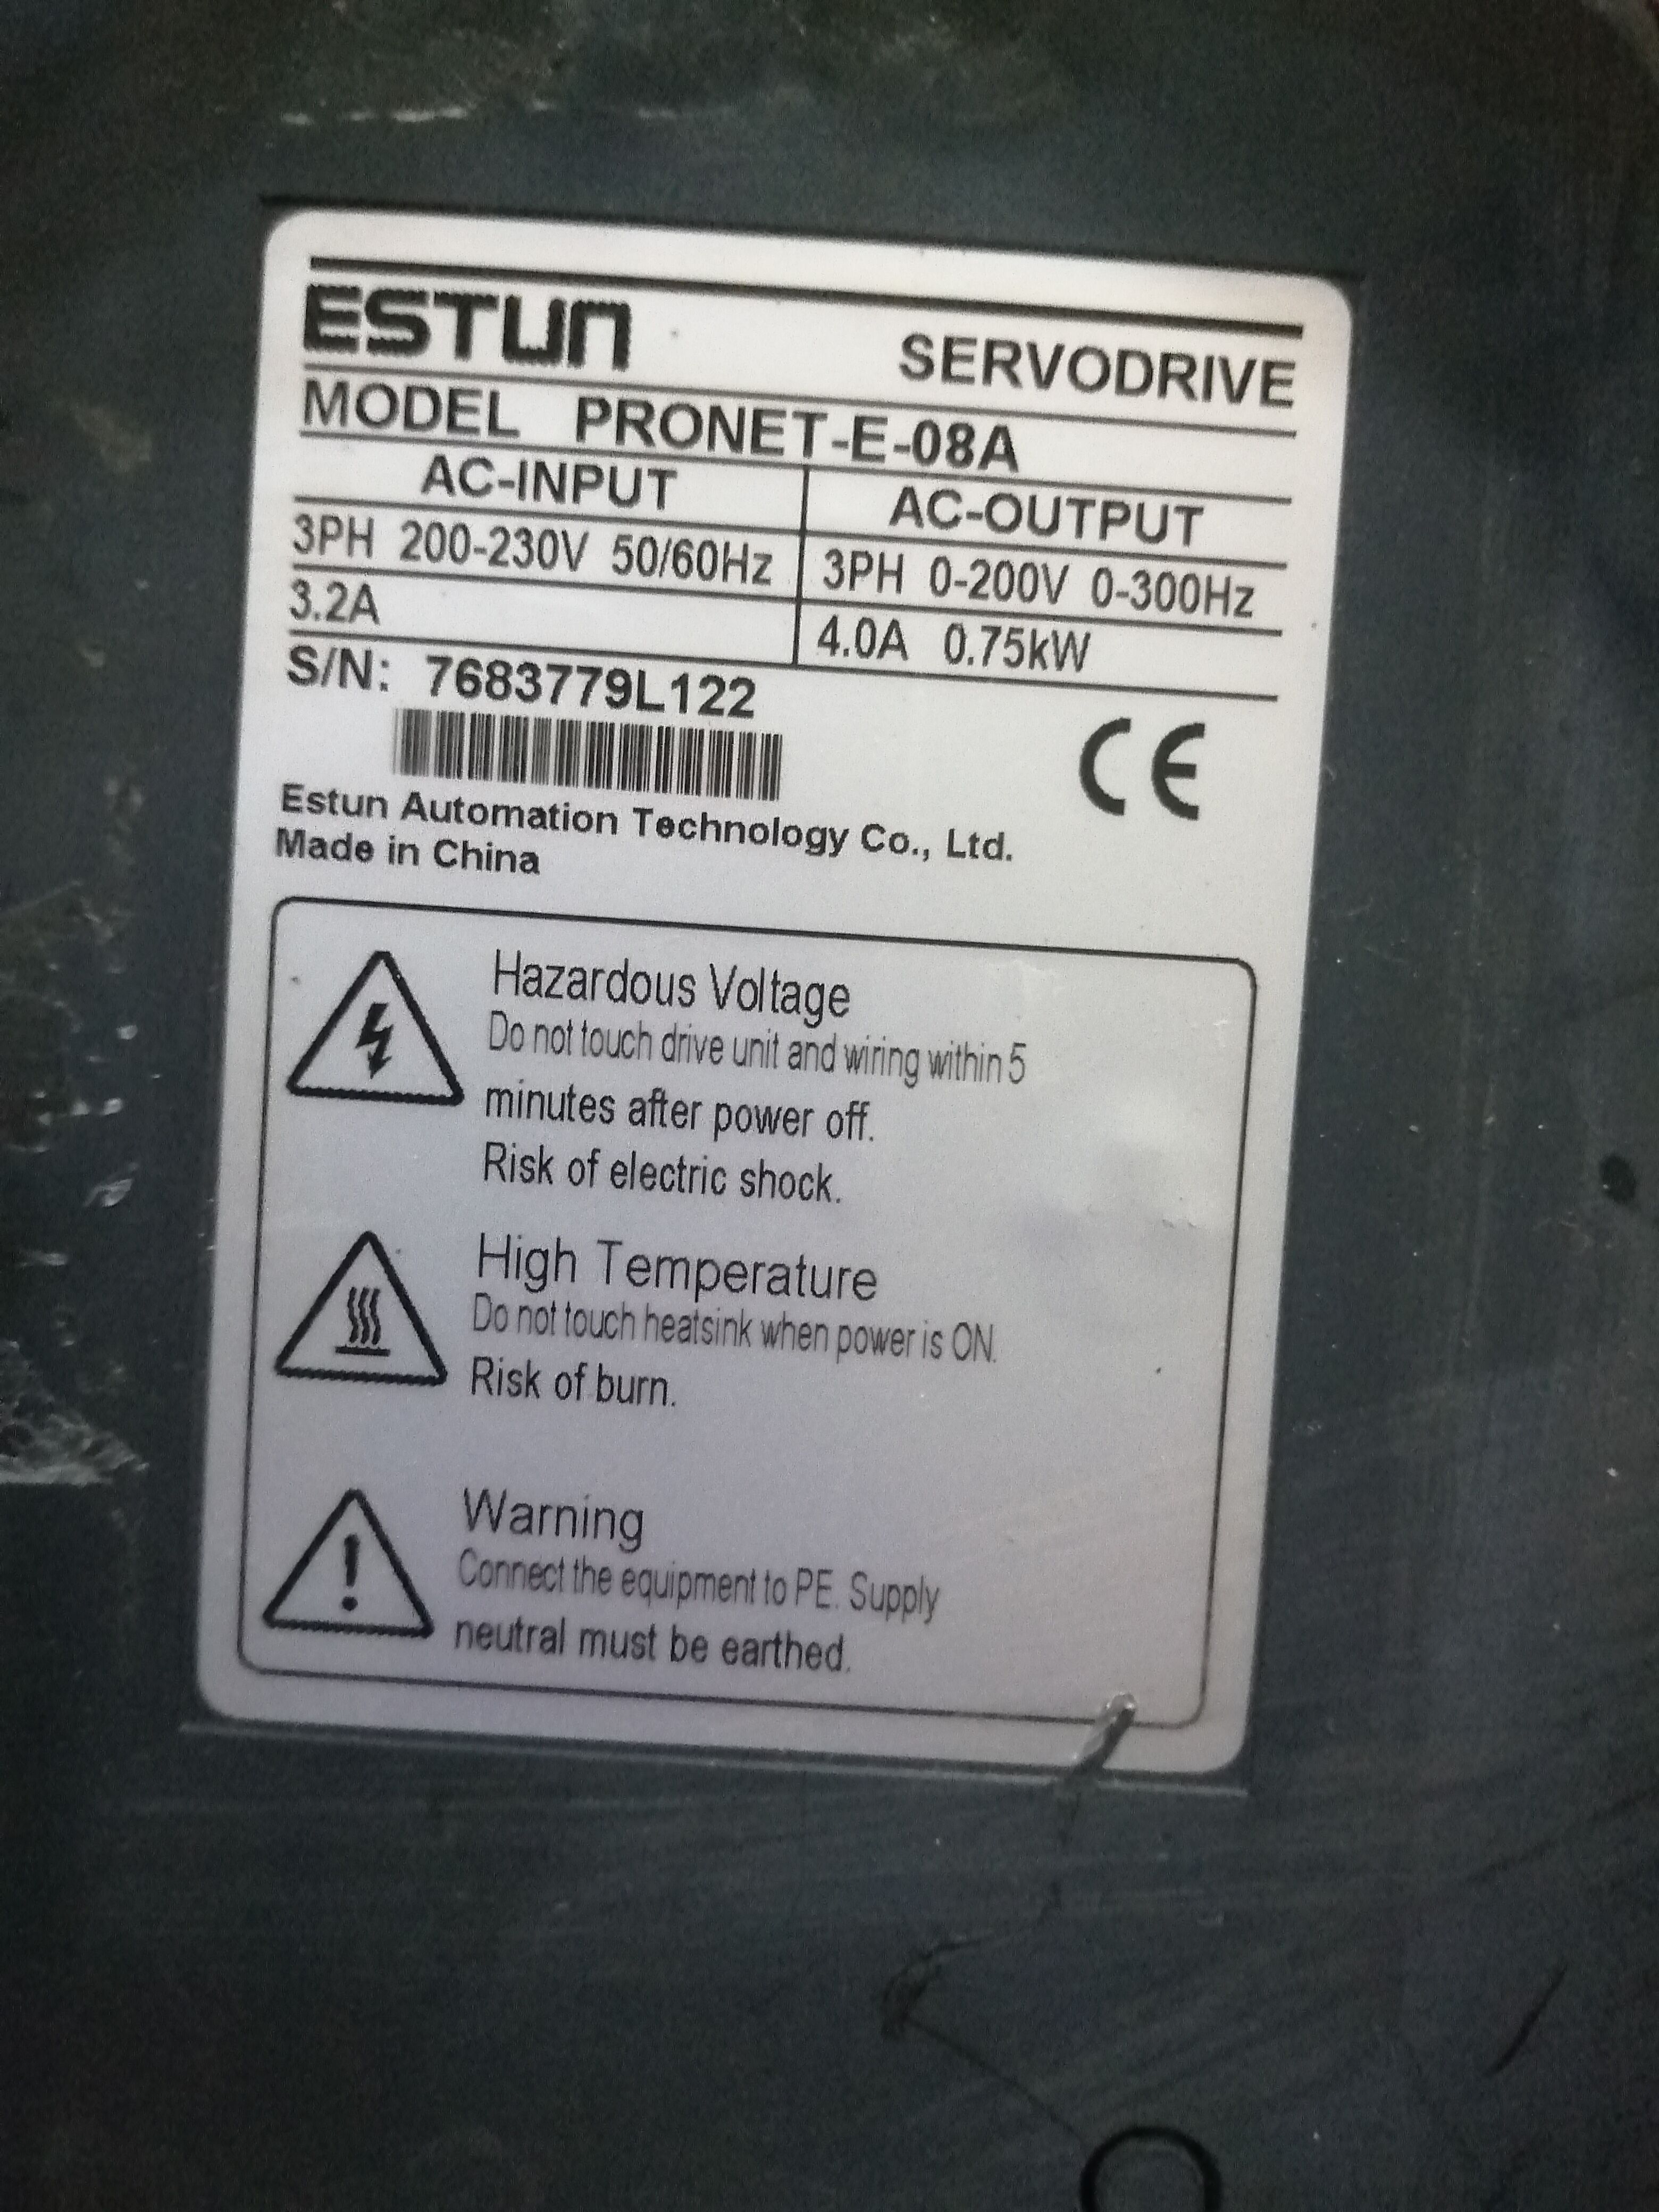 ESTUN
SERVODRIVE
MODEL PRONET-E-08A
AC-INPUT
AC-OUTPUT
3PH 200-230V 50/60Hz
3PH 0-200V 0-300Hz
3.2A
4.0A 0.75kW
S/N: 7683779L122
CE
Estun Automation Technology Co., Ltd.
Made in China
Hazardous Voltage
Do not touch drive unit and wiring within 5
minutes after power off.
Risk of electric shock.
High Temperature
Do not touch heatsink when power is ON.
Risk of burn.
Warning
Connect the equipment to PE. Supply
neutral must be earthed.